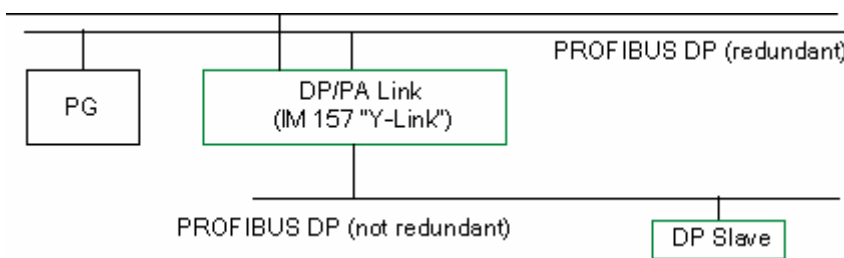 PROFIBUS DP (redundant)
PG
DP/PA Link
(IM 157 "Y-Link")
PROFIBUS DP (not redundant)
DP Slave